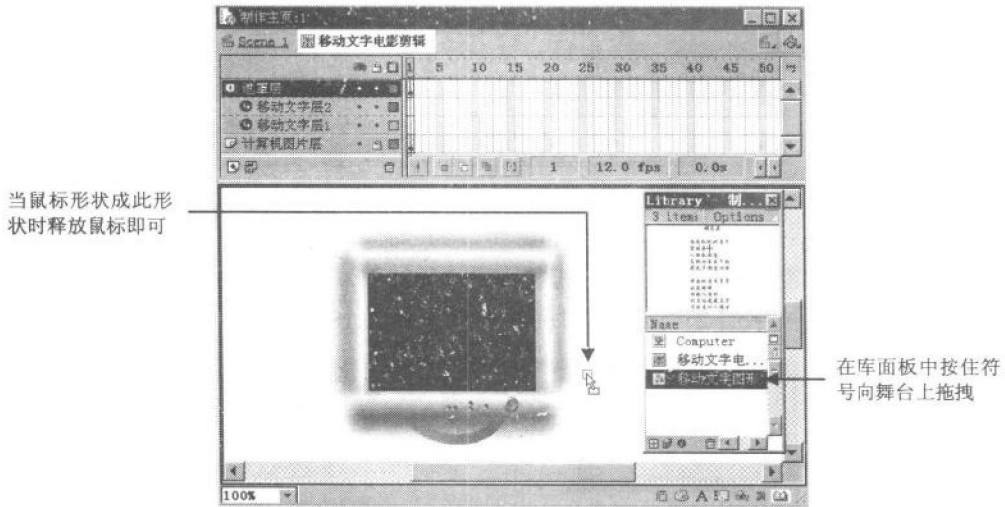 制作主页:1
Scene 1 移动文字电影剪辑
1 5 10 15 20 25 30 35 40 45 50
遮罩层
移动文字层2
移动文字层1
计算机图片层
1 12.0 fps 0.0s
当鼠标形状成此形
状时释放鼠标即可
Library - 制...
3 items Options
Name
Computer
移动文字电...
移动文字图形
在库面板中按住符
号向舞台上拖拽
100%